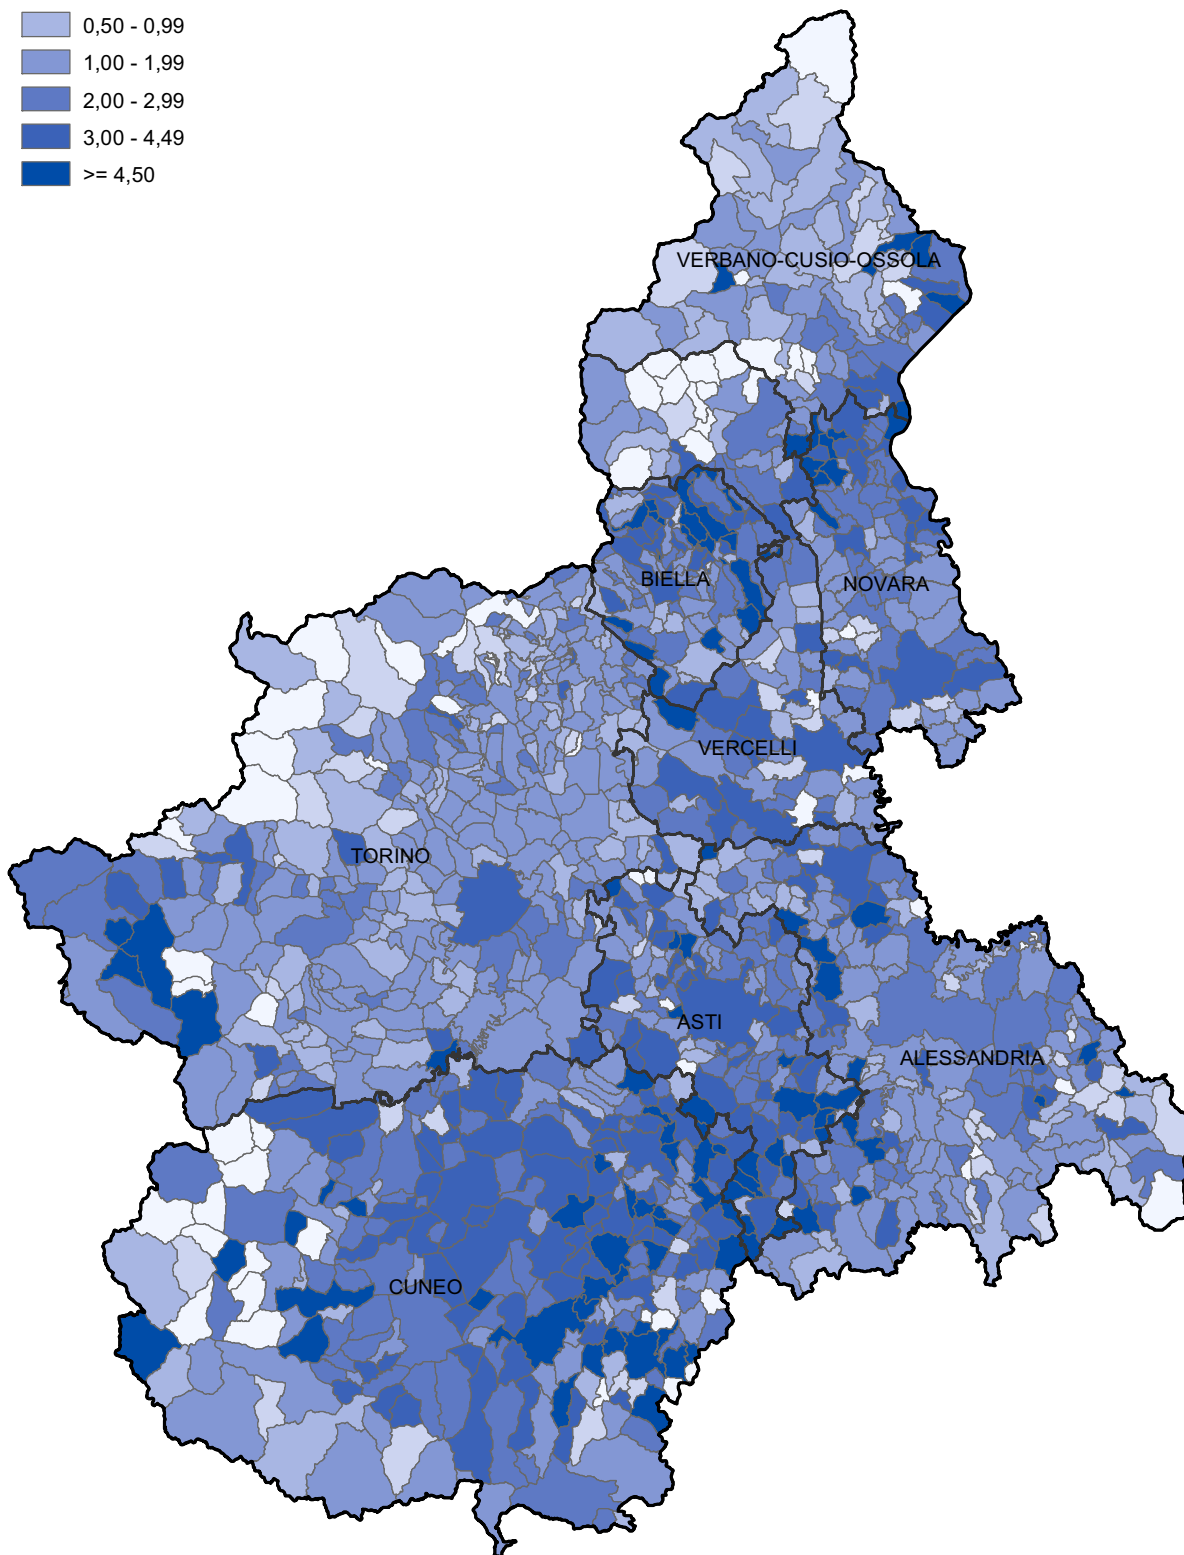 0,50 - 0,99
1,00 - 1,99
2,00 - 2,99
3,00 - 4,49
>= 4,50
VERBANO-CUSIO-OSSOLA
BIELLA
NOVARA
VERCELLI
TORINO
ASTI
ALESSANDRIA
CUNEO